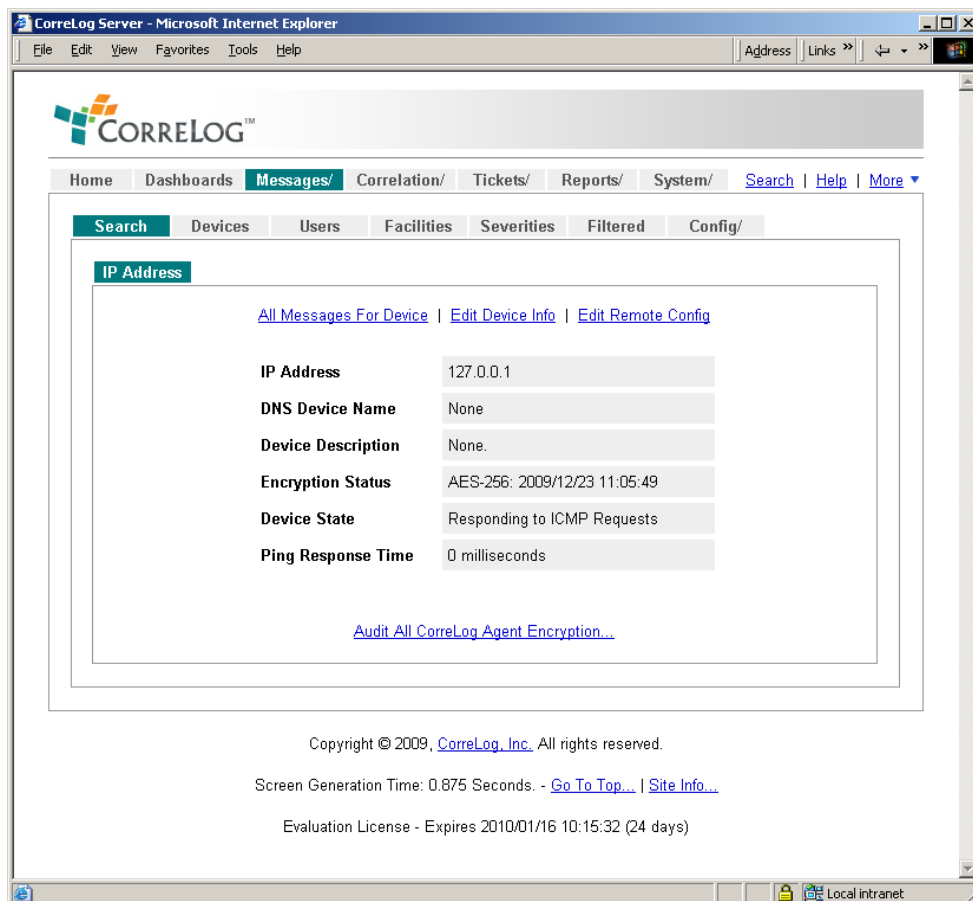 CorreLog Server - Microsoft Internet Explorer
File Edit View Favorites Tools Help Address Links »  »
CORRELOG™
Home Dashboards Messages/ Correlation/ Tickets/ Reports/ System/ Search | Help | More ▼
Search Devices Users Facilities Severities Filtered Config/
IP Address
All Messages For Device | Edit Device Info | Edit Remote Config
IP Address 127.0.0.1
DNS Device Name None
Device Description None.
Encryption Status AES-256: 2009/12/23 11:05:49
Device State Responding to ICMP Requests
Ping Response Time 0 milliseconds
Audit All CorreLog Agent Encryption...
Copyright © 2009, CorreLog, Inc. All rights reserved.
Screen Generation Time: 0.875 Seconds. - Go To Top... | Site Info...
Evaluation License - Expires 2010/01/16 10:15:32 (24 days)
Local intranet